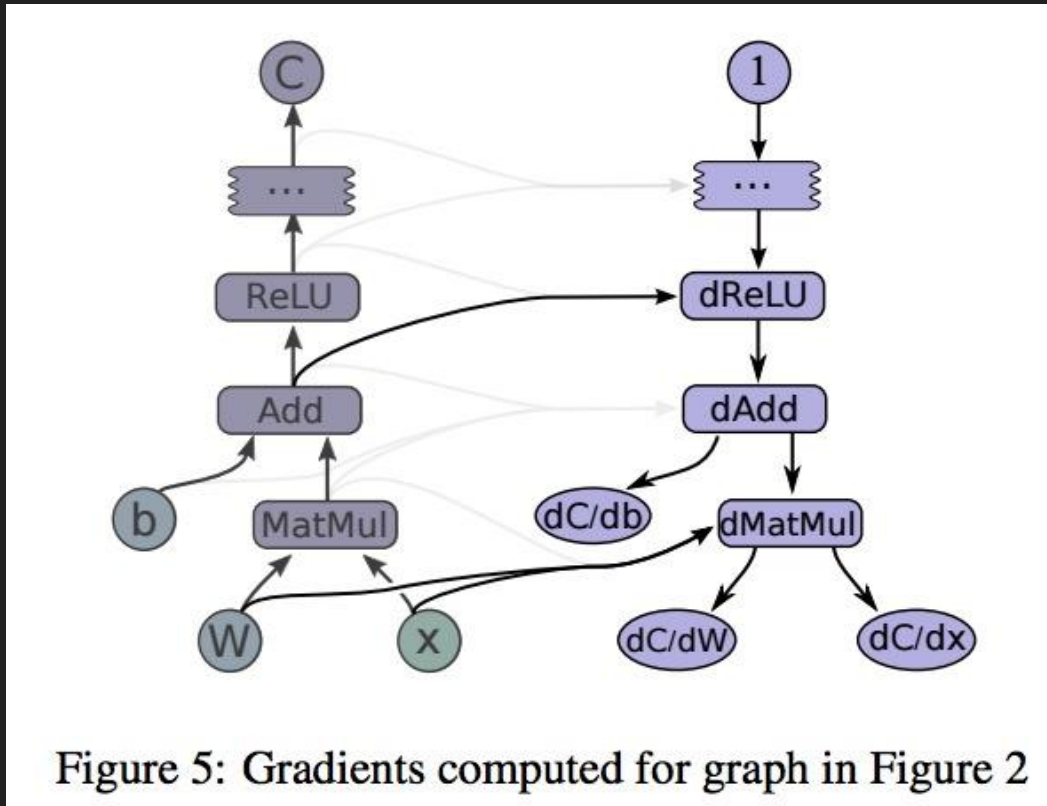 C
1
...
...
ReLU
dReLU
Add
dAdd
b
MatMul
dC/db
dMatMul
W
x
dC/dW
dC/dx
Figure 5: Gradients computed for graph in Figure 2